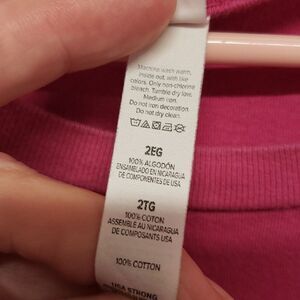 Machine wash warm,
inside out, with like
colors. Only non-chlorine
bleach. Tumble dry low.
Medium iron.
Do not iron decoration.
Do not dry clean.
2EG
100% ALGODÓN
ENSAMBLADO EN NICARAGUA
DE COMPONENTES DE USA
2TG
100% COTON
ASSEMBLÉ AU NICARAGUA
DE COMPOSANTS USA
100% COTTON
USA STRONG